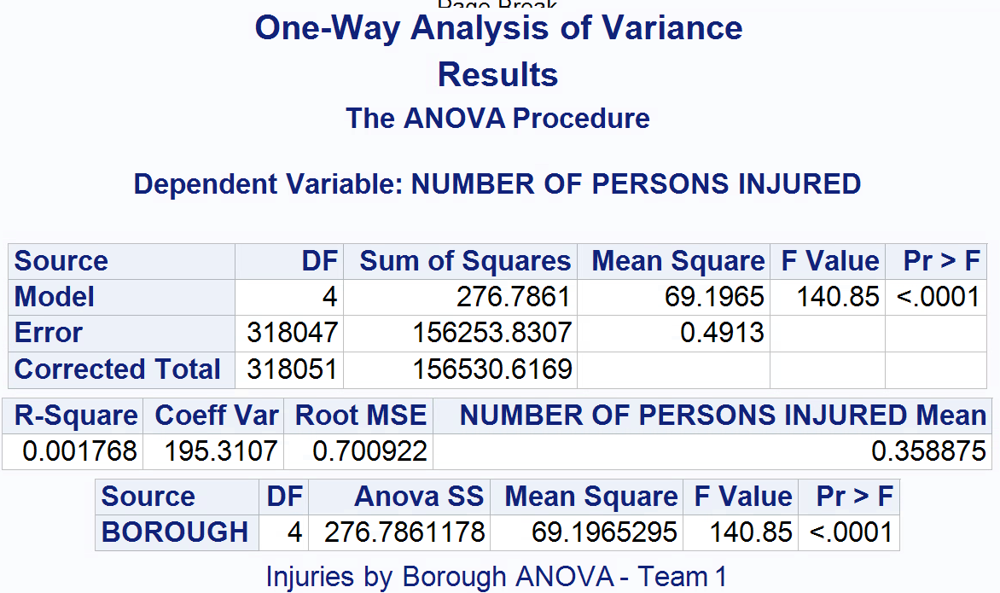 Page Break
One-Way Analysis of Variance
Results
The ANOVA Procedure
Dependent Variable: NUMBER OF PERSONS INJURED
Source DF Sum of Squares Mean Square F Value Pr > F
Model 4 276.7861 69.1965 140.85 <.0001
Error 318047 156253.8307 0.4913
Corrected Total 318051 156530.6169
R-Square Coeff Var Root MSE NUMBER OF PERSONS INJURED Mean
0.001768 195.3107 0.700922 0.358875
Source DF Anova SS Mean Square F Value Pr > F
BOROUGH 4 276.7861178 69.1965295 140.85 <.0001
Injuries by Borough ANOVA - Team 1